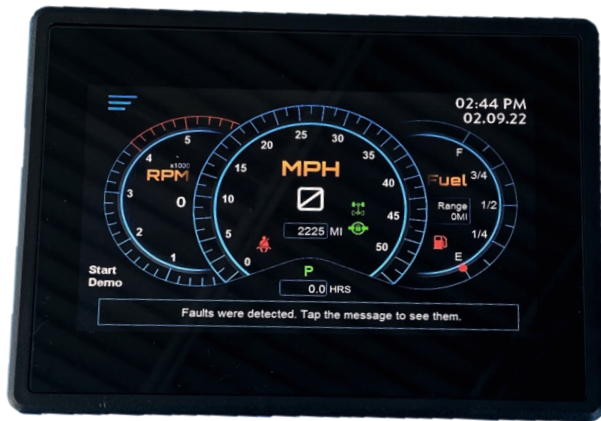 02:44 PM
02.09.22
5
4
x1000
RPM
3
0
2
1
Start
Demo
25
20
30
15
35
MPH
10
40
0
5
45
2225 MI
0
50
P
0.0 HRS
F
Fuel
3/4
Range
0MI
1/2
1/4
E
Faults were detected. Tap the message to see them.